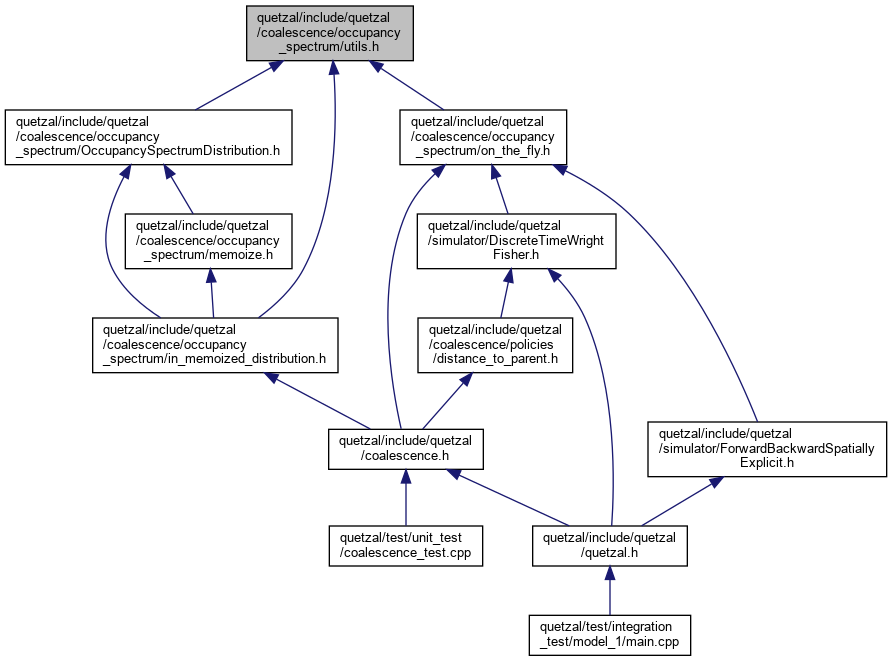 quetzal/include/quetzal
/coalescence/occupancy
_spectrum/utils.h
quetzal/include/quetzal
/coalescence/occupancy
_spectrum/OccupancySpectrumDistribution.h
quetzal/include/quetzal
/coalescence/occupancy
_spectrum/on_the_fly.h
quetzal/include/quetzal
/coalescence/occupancy
_spectrum/memoize.h
quetzal/include/quetzal
/simulator/DiscreteTimeWright
Fisher.h
quetzal/include/quetzal
/coalescence/occupancy
_spectrum/in_memoized_distribution.h
quetzal/include/quetzal
/coalescence/policies
/distance_to_parent.h
quetzal/include/quetzal
/coalescence.h
quetzal/include/quetzal
/simulator/ForwardBackwardSpatially
Explicit.h
quetzal/test/unit_test
/coalescence_test.cpp
quetzal/include/quetzal
/quetzal.h
quetzal/test/integration
_test/model_1/main.cpp